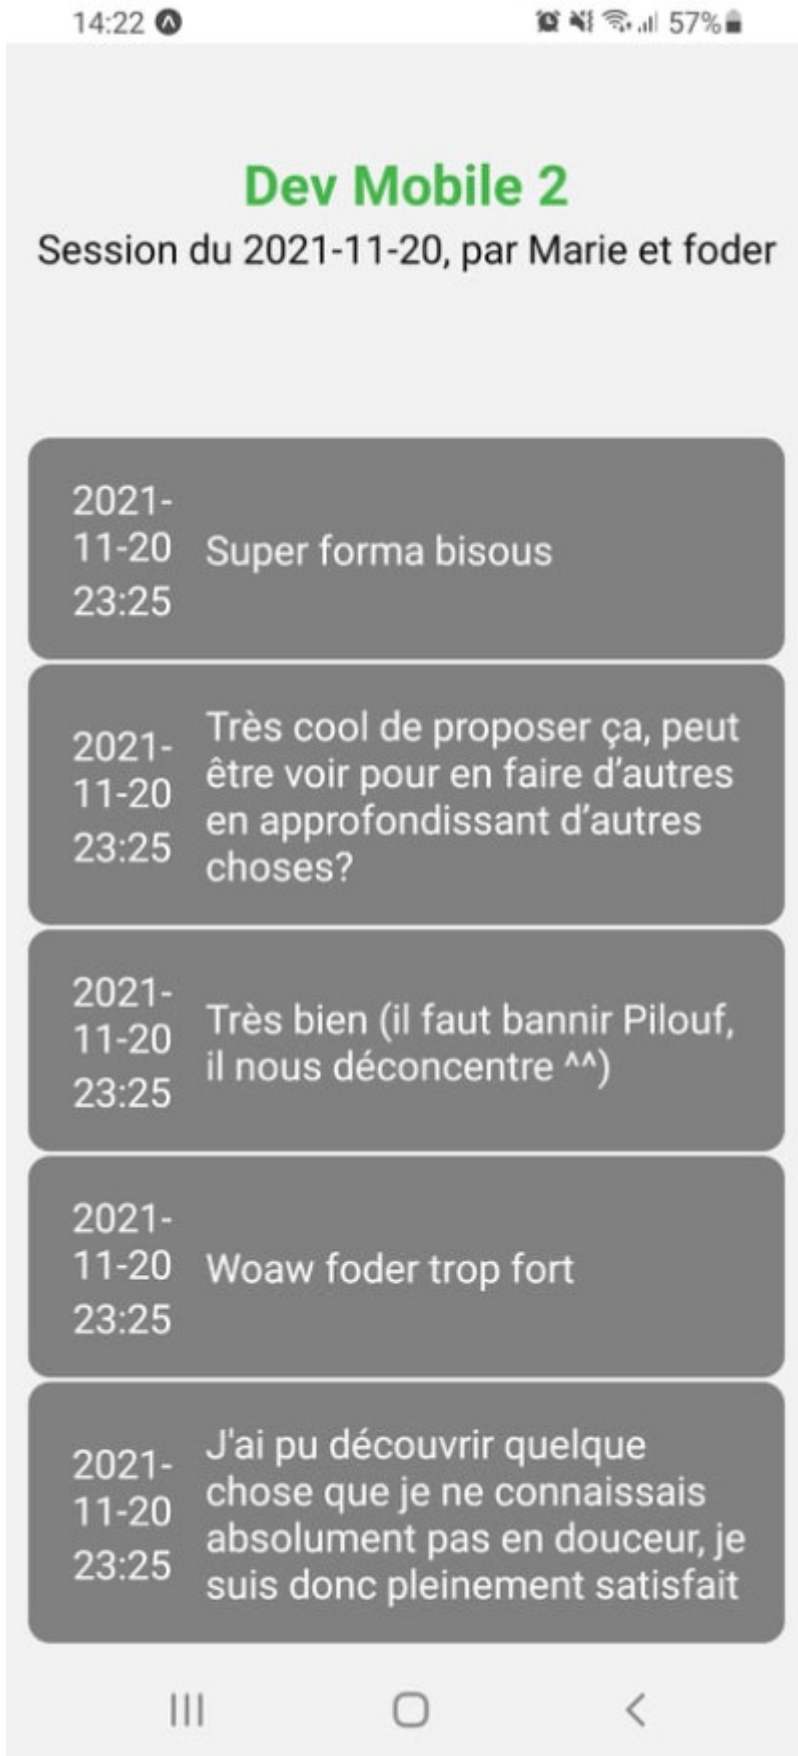 14:22
57%
Dev Mobile 2
Session du 2021-11-20, par Marie et foder
2021-
11-20
23:25
Super forma bisous
2021-
11-20
23:25
Très cool de proposer ça, peut
être voir pour en faire d’autres
en approfondissant d’autres
choses?
2021-
11-20
23:25
Très bien (il faut bannir Pilouf,
il nous déconcentre ^^)
2021-
11-20
23:25
Woaw foder trop fort
2021-
11-20
23:25
J'ai pu découvrir quelque
chose que je ne connaissais
absolument pas en douceur, je
suis donc pleinement satisfait